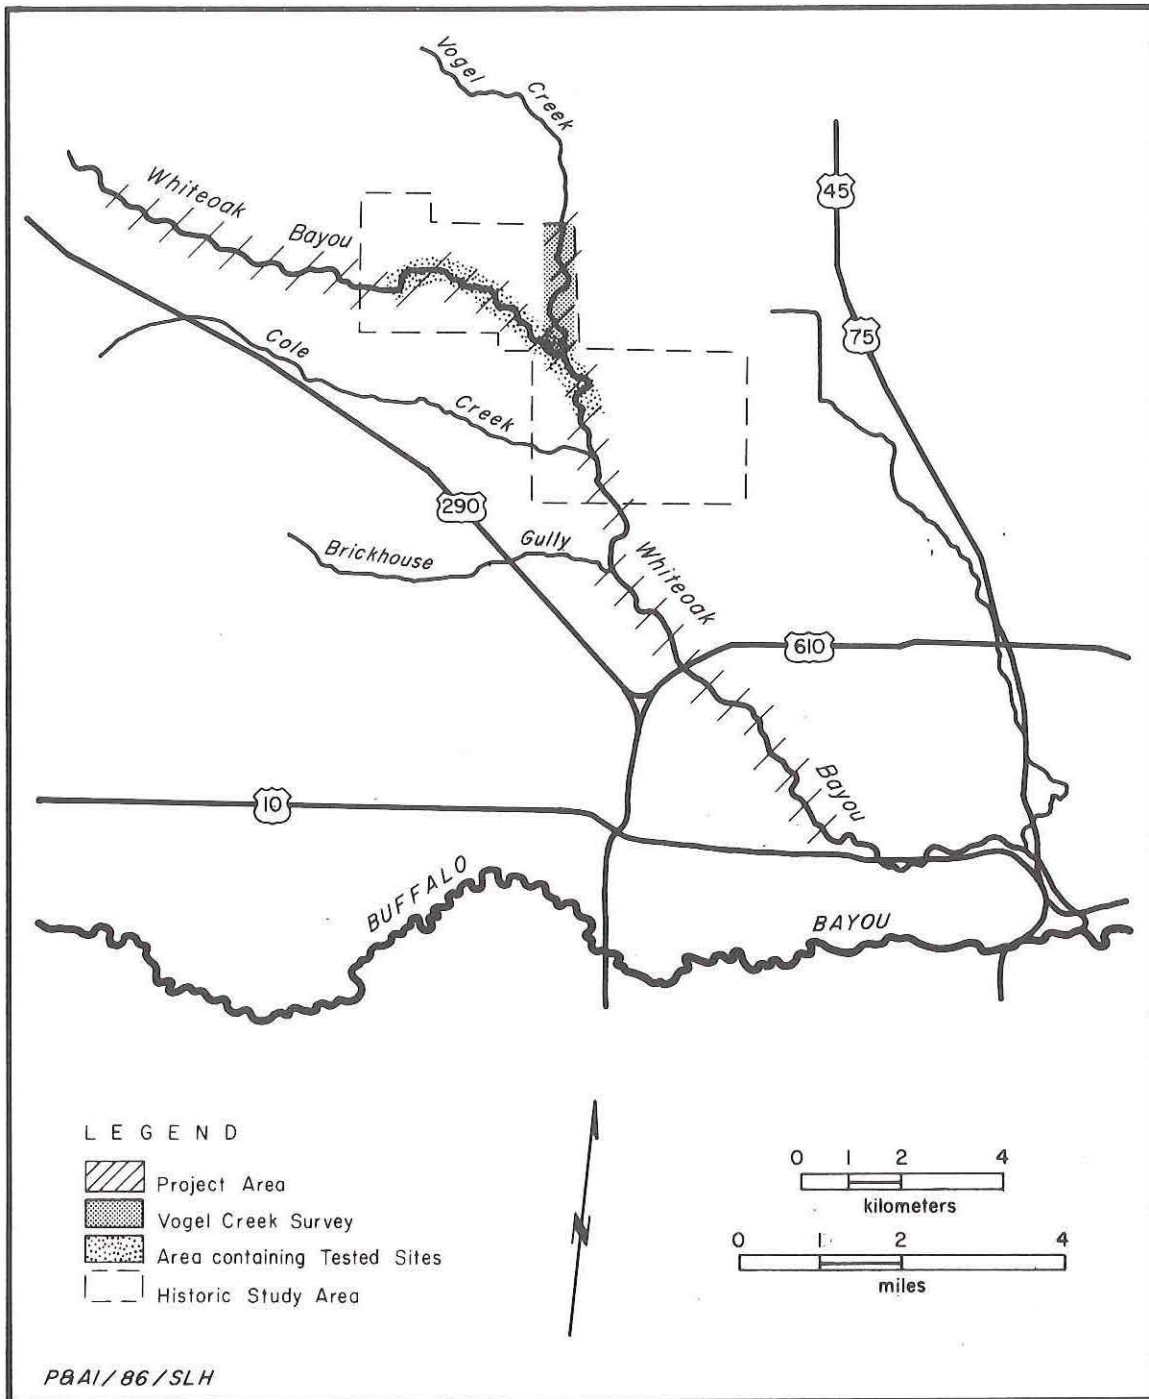 Vogel
Creek
Whiteoak
Bayou
45
75
Cole
Creek
290
Brickhouse
Gully
Whiteoak
610
10
Bayou
BUFFALO
BAYOU
LEGEND
Project Area
Vogel Creek Survey
Area containing Tested Sites
Historic Study Area
N
0 1 2 4
kilometers
0 1 2 4
miles
P&AI/86/SLH